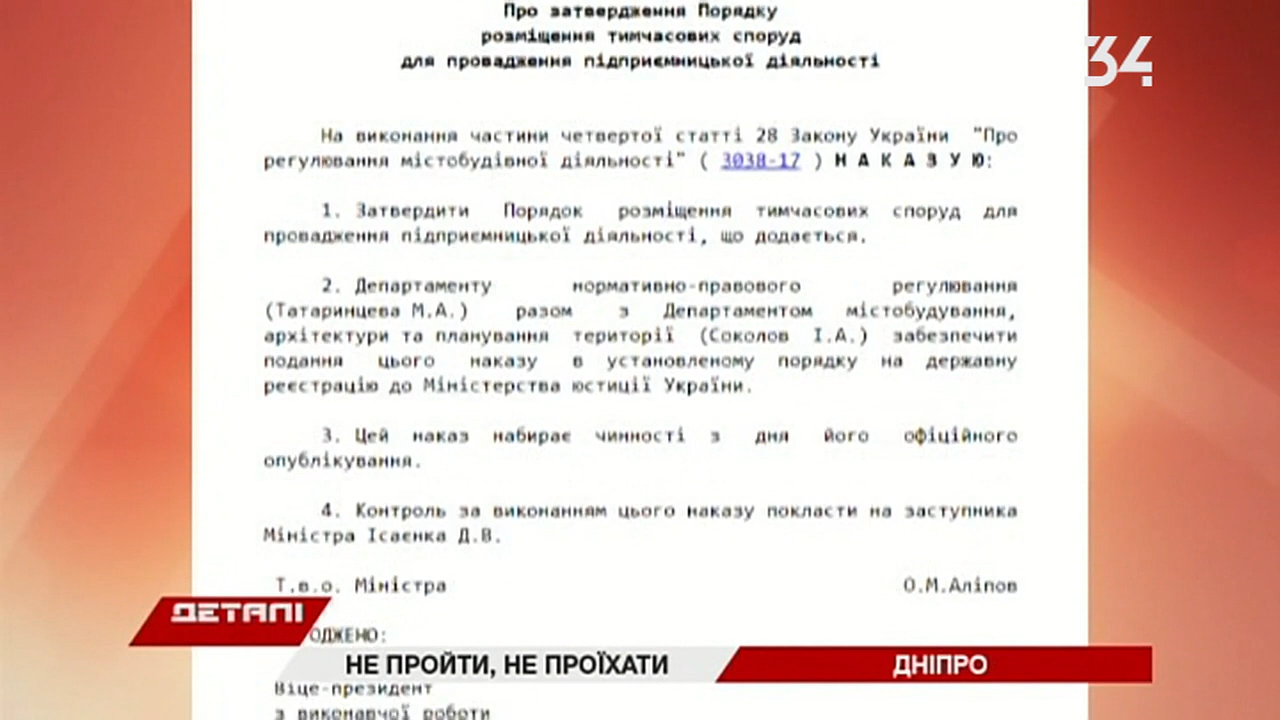 Про затвердження Порядку
розміщення тимчасових споруд
для провадження підприємницької діяльності
34
На виконання частини четвертої статті 28 Закону України "Про
регулювання містобудівної діяльності" ( 3038-17 ) Н А К А З У Ю:
1. Затвердити Порядок розміщення тимчасових споруд для
провадження підприємницької діяльності, що додається.
2. Департаменту нормативно-правового регулювання
(Татаринцева М.А.) разом з Департаментом містобудування,
архітектури та планування територій (Соколов І.А.) забезпечити
подання цього наказу в установленому порядку на державну
реєстрацію до Міністерства юстиції України.
3. Цей наказ набирає чинності з дня його офіційного
опублікування.
4. Контроль за виконанням цього наказу покласти на заступника
Міністра Ісаєнка Д.В.
Т.в.о. Міністра О.М.Аліпов
ДЕТАЛІ
ОДЖЕНО:
НЕ ПРОЙТИ, НЕ ПРОЇХАТИ ДНІПРО
Віце-президент
з виконавчої роботи